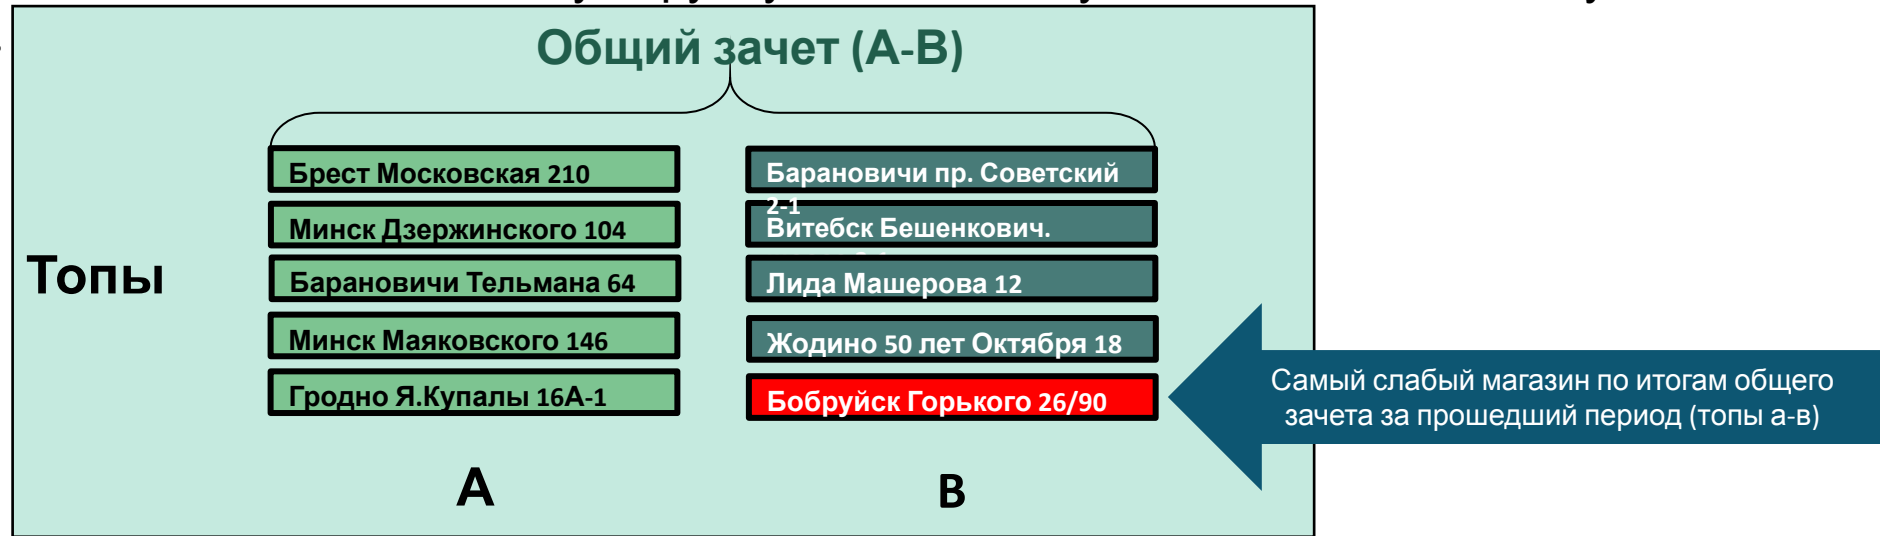 Общий зачет (А-В)
Топы
Брест Московская 210
Минск Дзержинского 104
Барановичи Тельмана 64
Минск Маяковского 146
Гродно Я.Купалы 16А-1
А
Барановичи пр. Советский
2-1
Витебск Бешенкович.
Лида Машерова 12
Жодино 50 лет Октября 18
Бобруйск Горького 26/90
В
Самый слабый магазин по итогам общего
зачета за прошедший период (топы а-в)